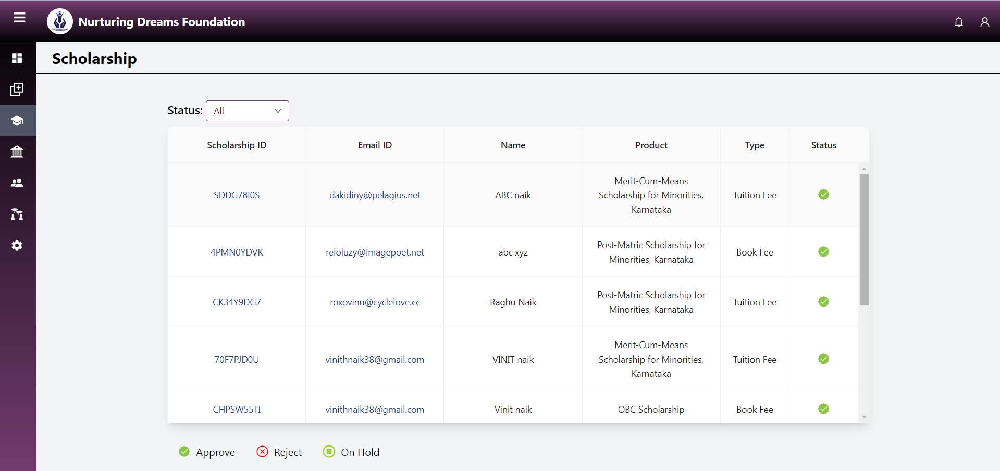 Nurturing Dreams Foundation
Scholarship
Status: All
Scholarship ID Email ID Name Product Type Status
SDDG78I0S dakidiny@pelagius.net ABC naik Merit-Cum-Means
Scholarship for Minorities,
Karnataka Tuition Fee
4PMN0YDVK reloluzy@imagepoet.net abc xyz Post-Matric Scholarship for
Minorities, Karnataka Book Fee
CK34Y9DG7 roxovinu@cyclelove.cc Raghu Naik Post-Matric Scholarship for
Minorities, Karnataka Tuition Fee
70F7PJD0U vinithnaik38@gmail.com VINIT naik Merit-Cum-Means
Scholarship for Minorities,
Karnataka Tuition Fee
CHPSW55TI vinithnaik38@gmail.com Vinit naik OBC Scholarship Book Fee
Approve Reject On Hold